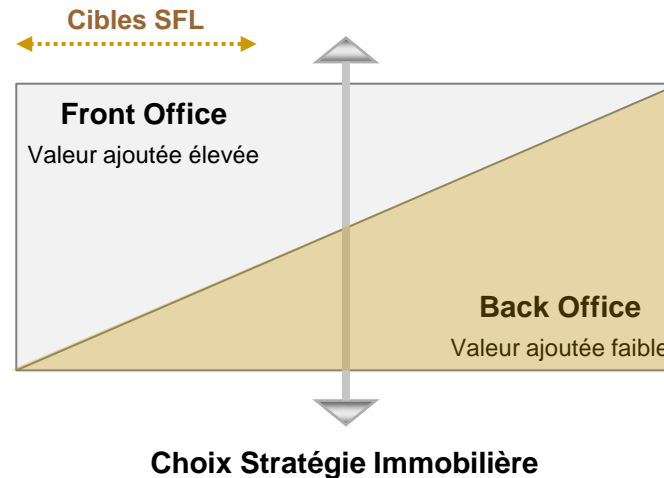 Cibles SFL
Front Office
Valeur ajoutée élevée
Back Office
Valeur ajoutée faible
Choix Stratégie Immobilière